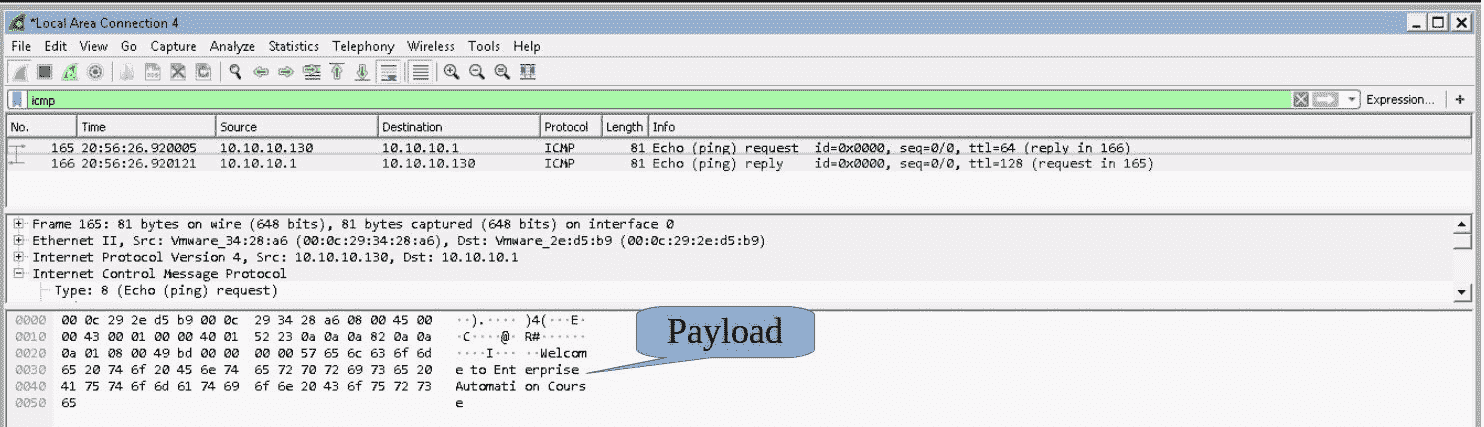 *Local Area Connection 4
File Edit View Go Capture Analyze Statistics Telephony Wireless Tools Help
icmp Expression... +
No. Time Source Destination Protocol Length Info
165 20:56:26.920005 10.10.10.130 10.10.10.1 ICMP 81 Echo (ping) request id=0x0000, seq=0/0, ttl=64 (reply in 166)
166 20:56:26.920121 10.10.10.1 10.10.10.130 ICMP 81 Echo (ping) reply id=0x0000, seq=0/0, ttl=128 (request in 165)
Frame 165: 81 bytes on wire (648 bits), 81 bytes captured (648 bits) on interface 0
Ethernet II, Src: Vmware_34:28:a6 (00:0c:29:34:28:a6), Dst: Vmware_2e:d5:b9 (00:0c:29:2e:d5:b9)
Internet Protocol Version 4, Src: 10.10.10.130, Dst: 10.10.10.1
Internet Control Message Protocol
Type: 8 (Echo (ping) request)
0000 00 0c 29 2e d5 b9 00 0c 29 34 28 a6 08 00 45 00 ··).···· )4(···E·
0010 00 43 00 01 00 00 40 01 52 23 0a 0a 0a 82 0a 0a ·C····@· R#······
0020 0a 01 08 00 49 bd 00 00 00 00 57 65 6c 63 6f 6d ····I··· ··Welcom
0030 65 20 74 6f 20 45 6e 74 65 72 70 72 69 73 65 20 e to Ent erprise
0040 41 75 74 6f 6d 61 74 69 6f 6e 20 43 6f 75 72 73 Automati on Cours
0050 65 e
Payload